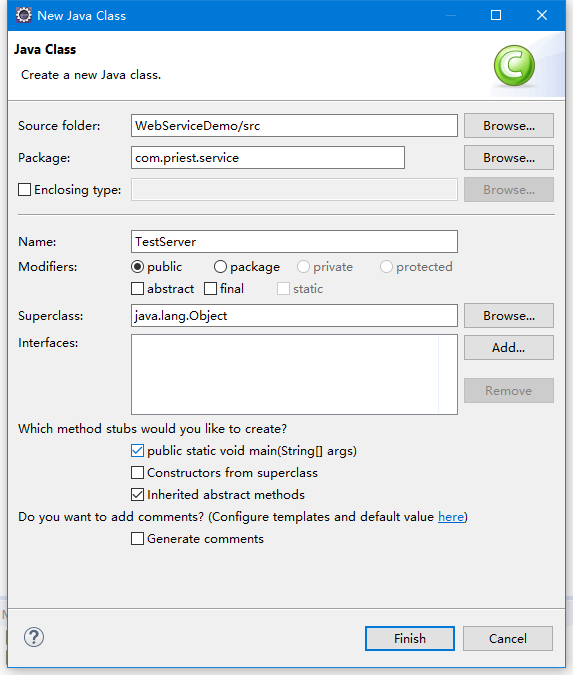 New Java Class
Java Class
Create a new Java class.
Source folder: WebServiceDemo/src Browse...
Package: com.priest.service Browse...
Enclosing type: Browse...
Name: TestServer
Modifiers: public package private protected
abstract final static
Superclass: java.lang.Object Browse...
Interfaces: Add...
Remove
Which method stubs would you like to create?
public static void main(String[] args)
Constructors from superclass
Inherited abstract methods
Do you want to add comments? (Configure templates and default value here)
Generate comments
Finish Cancel